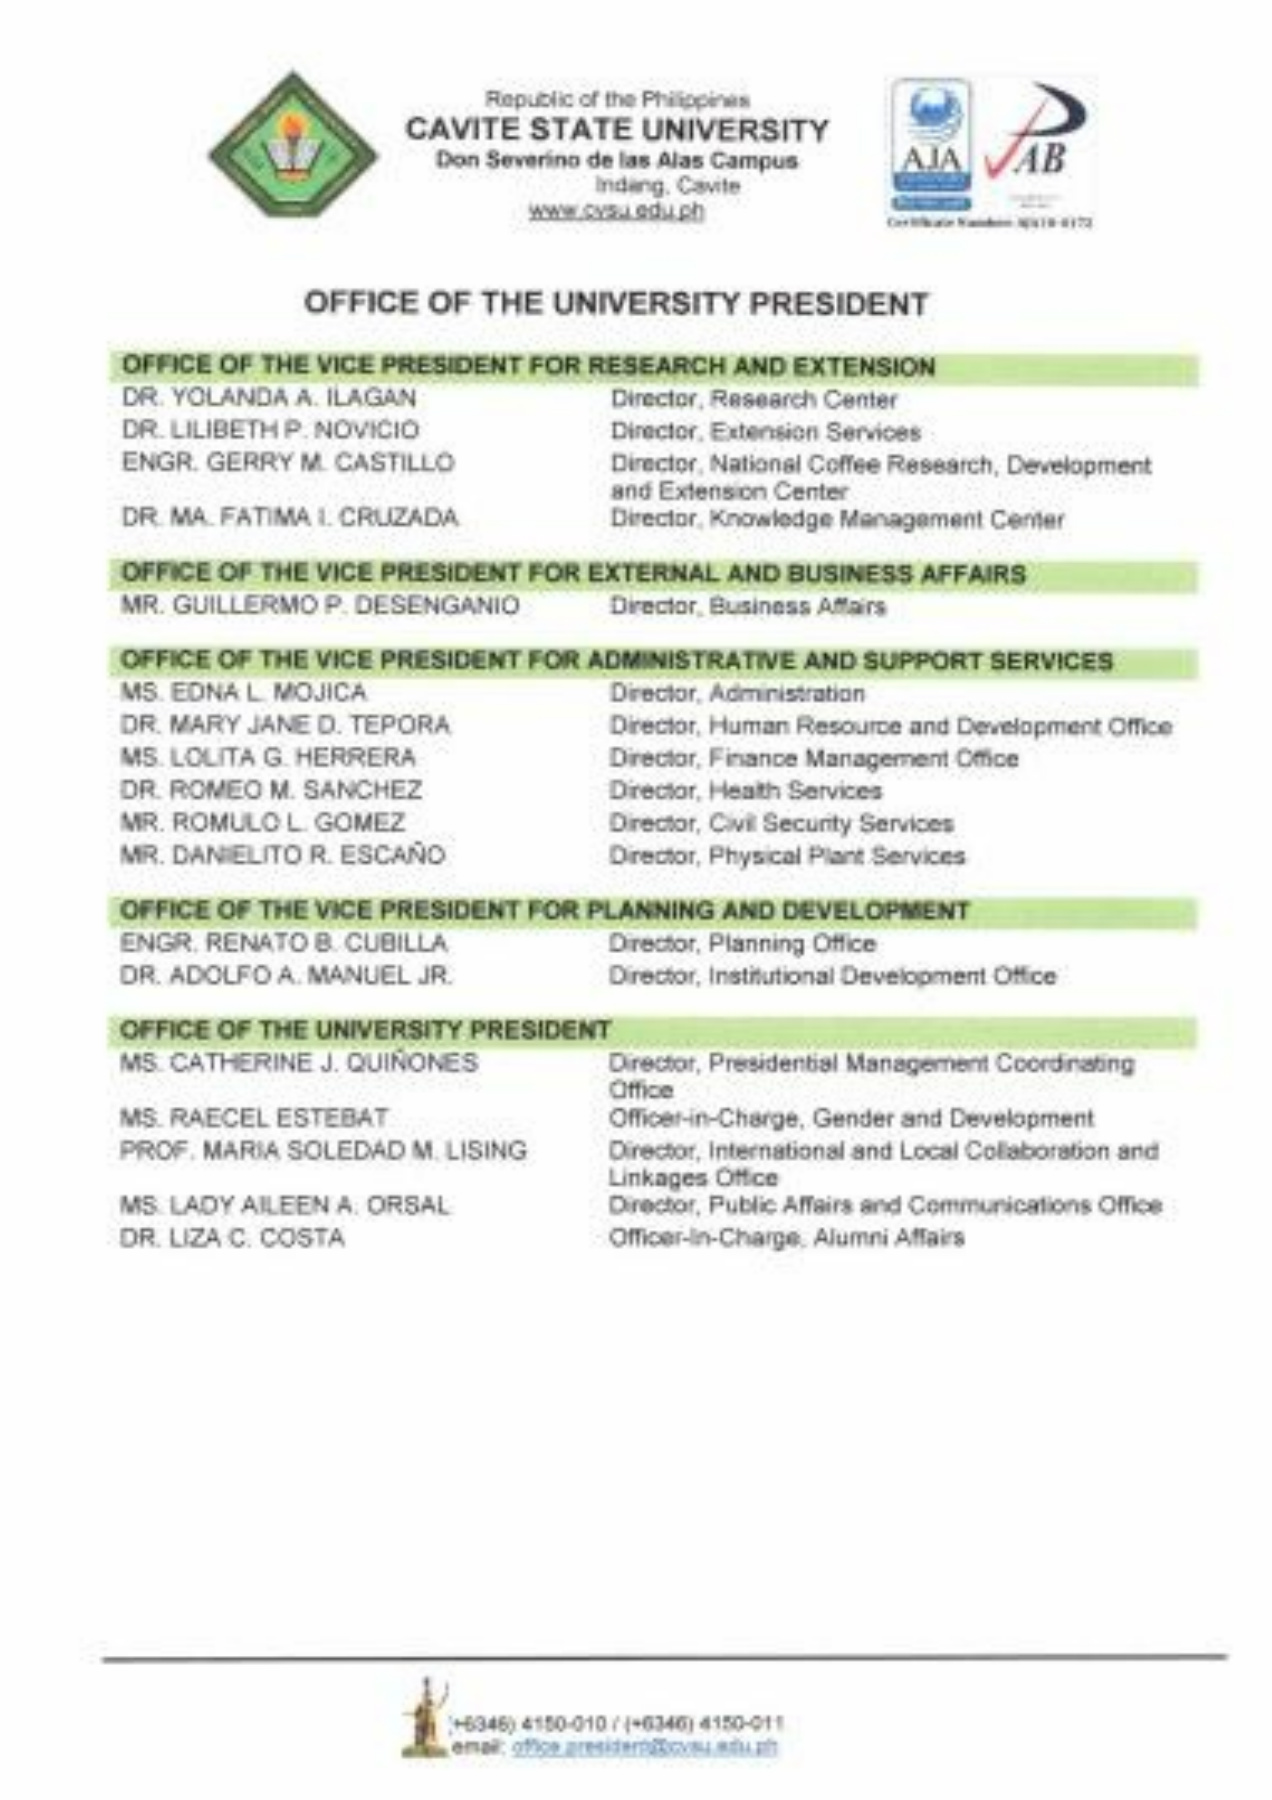 Republic of the Philippines
CAVITE STATE UNIVERSITY
Don Severino de las Alas Campus
Indang, Cavite
www.cvsu.edu.ph
AJA
PAB
OFFICE OF THE UNIVERSITY PRESIDENT
OFFICE OF THE VICE PRESIDENT FOR RESEARCH AND EXTENSION
DR. YOLANDA A. ILAGAN Director, Research Center
DR. LILIBETH P. NOVICIO Director, Extension Services
ENGR. GERRY M. CASTILLO Director, National Coffee Research, Development
and Extension Center
DR. MA. FATIMA I. CRUZADA Director, Knowledge Management Center
OFFICE OF THE VICE PRESIDENT FOR EXTERNAL AND BUSINESS AFFAIRS
MR. GUILLERMO P. DESENGANIO Director, Business Affairs
OFFICE OF THE VICE PRESIDENT FOR ADMINISTRATIVE AND SUPPORT SERVICES
MS. EDNA L. MOJICA Director, Administration
DR. MARY JANE D. TEPORA Director, Human Resource and Development Office
MS. LOLITA G. HERRERA Director, Finance Management Office
DR. ROMEO M. SANCHEZ Director, Health Services
MR. ROMULO L. GOMEZ Director, Civil Security Services
MR. DANIELITO R. ESCAÑO Director, Physical Plant Services
OFFICE OF THE VICE PRESIDENT FOR PLANNING AND DEVELOPMENT
ENGR. RENATO B. CUBILLA Director, Planning Office
DR. ADOLFO A. MANUEL JR. Director, Institutional Development Office
OFFICE OF THE UNIVERSITY PRESIDENT
MS. CATHERINE J. QUIÑONES Director, Presidential Management Coordinating
Office
MS. RAECEL ESTEBAT Officer-in-Charge, Gender and Development
PROF. MARIA SOLEDAD M. LISING Director, International and Local Collaboration and
Linkages Office
MS. LADY AILEEN A. ORSAL Director, Public Affairs and Communications Office
DR. LIZA C. COSTA Officer-In-Charge, Alumni Affairs
(+6346) 4150-010 / (+6346) 4150-011
email: office.president@cvsu.edu.ph